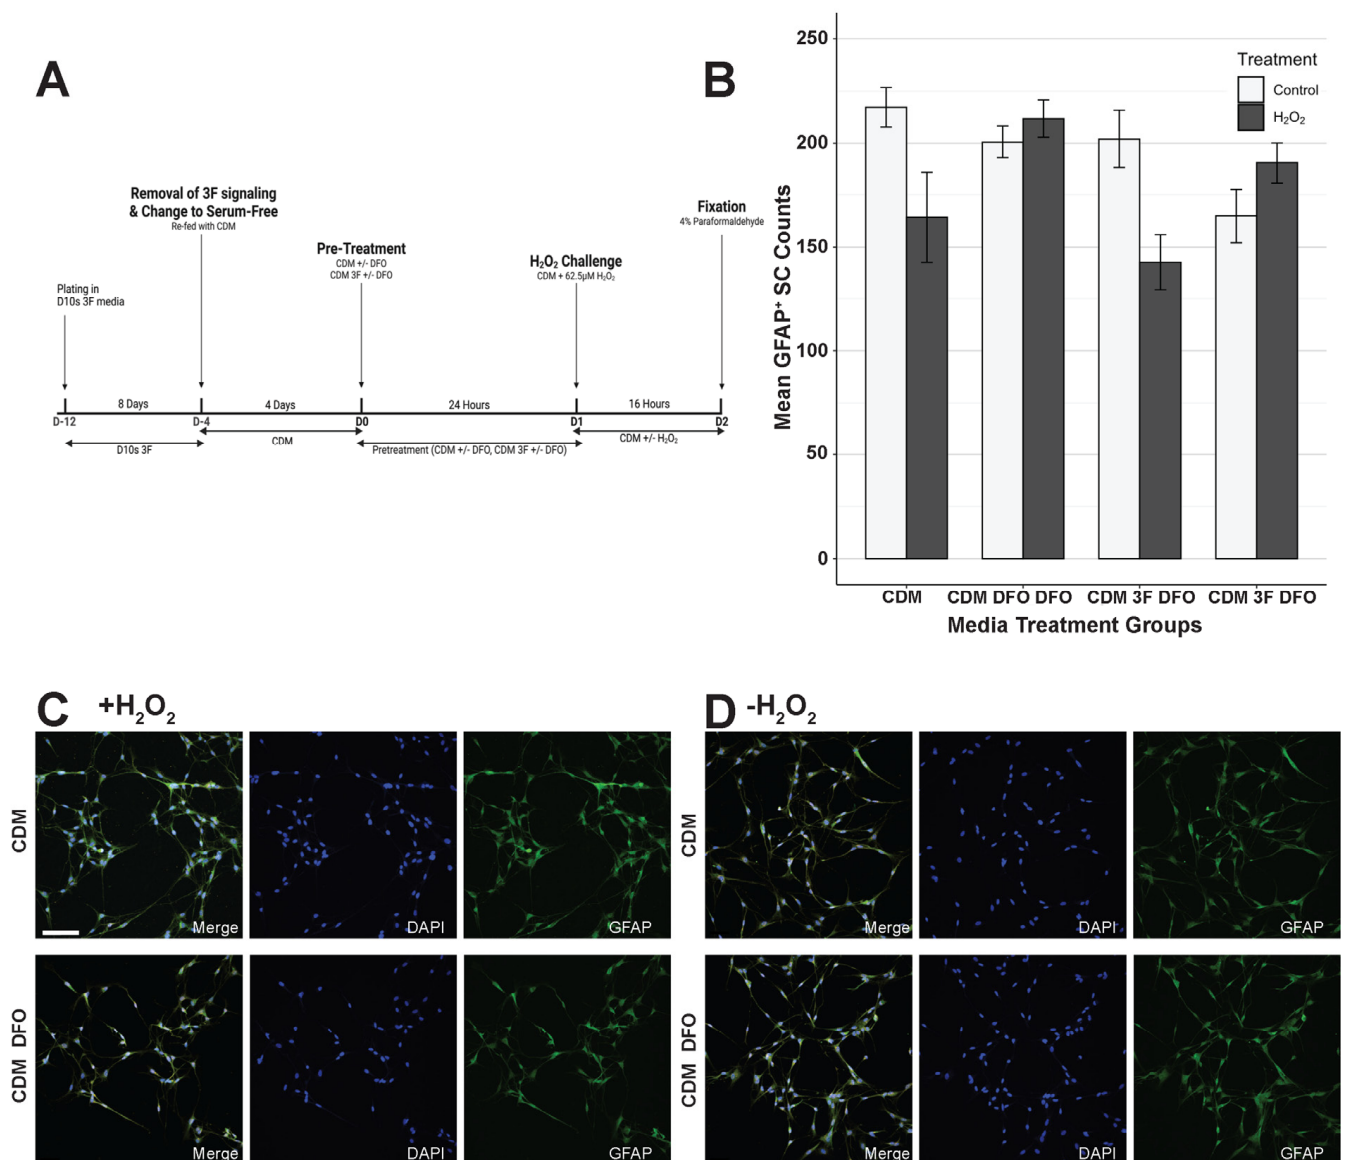 A
Removal of 3F signaling
& Change to Serum-Free
Re-fed with CDM
Plating in
D10s 3F media
Pre-Treatment
CDM +/- DFO
CDM 3F +/- DFO
H₂O₂ Challenge
CDM + 62.5µM H₂O₂
Fixation
4% Paraformaldehyde
8 Days
4 Days
24 Hours
16 Hours
D-12
D-4
D0
D1
D2
D10s 3F
CDM
Pretreatment (CDM +/- DFO, CDM 3F +/- DFO)
CDM +/- H₂O₂
B
Mean GFAP⁺ SC Counts
250
200
150
100
50
0
Treatment
Control
H₂O₂
CDM
CDM DFO DFO
CDM 3F DFO
CDM 3F DFO
Media Treatment Groups
C +H₂O₂
CDM
Merge
DAPI
GFAP
CDM DFO
Merge
DAPI
GFAP
D -H₂O₂
CDM
Merge
DAPI
GFAP
CDM DFO
Merge
DAPI
GFAP